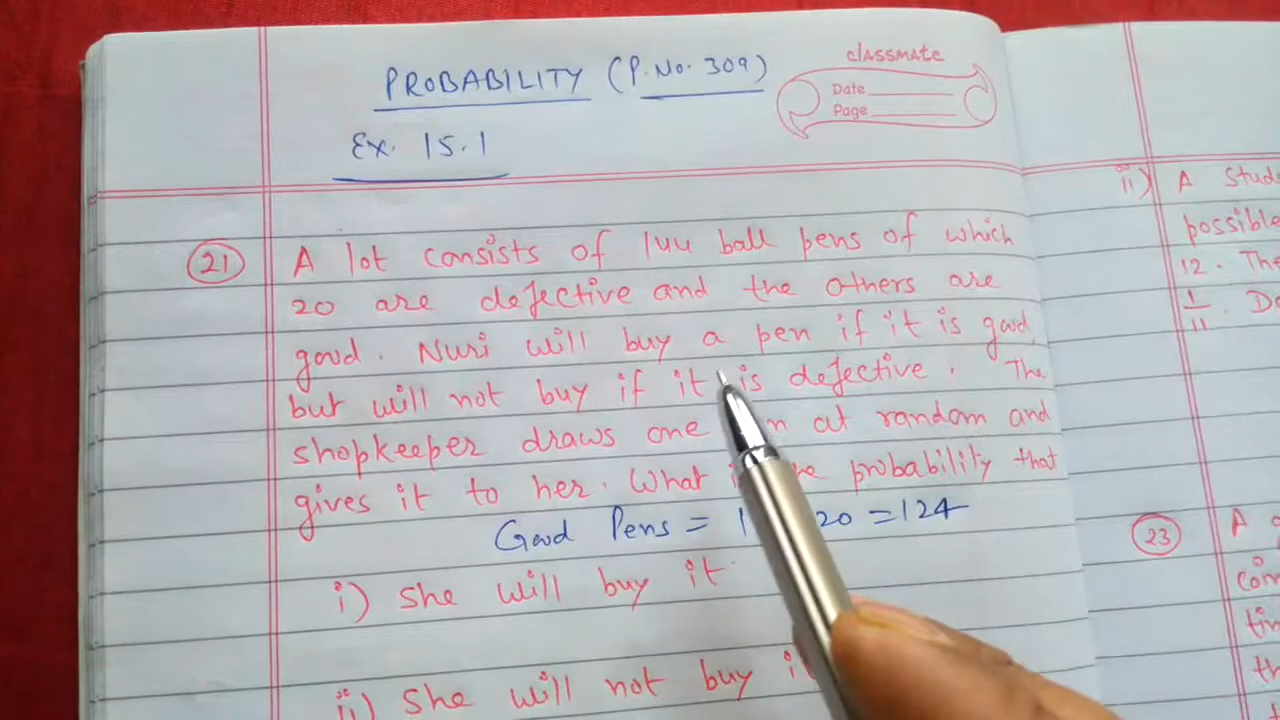 PROBABILITY (P.No. 309)
classmate
Date
Page
Ex. 15.1
21 A lot consists of 144 ball pens of which
20 are defective and the others are
good. Nuri will buy a pen if it is good,
but will not buy if it is defective. The
shopkeeper draws one at random and
gives it to her. What probability that
Good Pens = 1 20 = 124
i) She will buy it
ii) She will not buy
ii) A
possible
12. The
1/11.
23 A